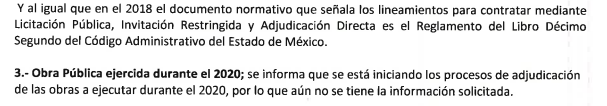 Y al igual que en el 2018 el documento normativo que señala los lineamientos para contratar mediante
Licitación Pública, Invitación Restringida y Adjudicación Directa es el Reglamento del Libro Décimo
Segundo del Código Administrativo del Estado de México.
3.- Obra Pública ejercida durante el 2020; se informa que se está iniciando los procesos de adjudicación
de las obras a ejecutar durante el 2020, por lo que aún no se tiene la información solicitada.